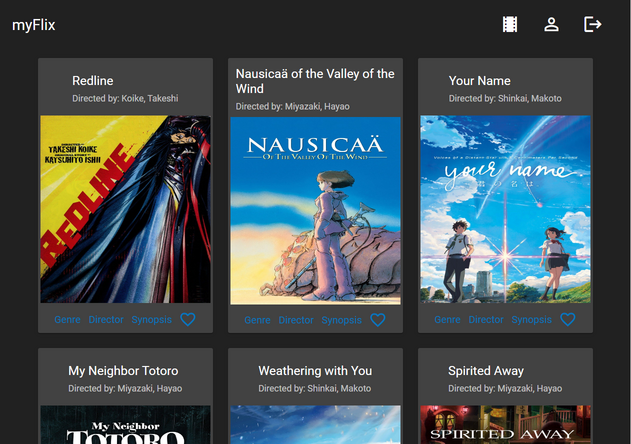 myFlix
Redline
Directed by: Koike, Takeshi
TAKESHI KOIKE
KATSUHITO ISHII
REDLINE
Genre Director Synopsis
Nausicaä of the Valley of the
Wind
Directed by: Miyazaki, Hayao
NAUSICAÄ
OF THE VALLEY OF THE WIND
Genre Director Synopsis
Your Name
Directed by: Shinkai, Makoto
your name.
君の名は
Genre Director Synopsis
My Neighbor Totoro
Directed by: Miyazaki, Hayao
My Neighbor
TOTORO
Weathering with You
Directed by: Shinkai, Makoto
Spirited Away
Directed by: Miyazaki, Hayao
SPIRITED AWAY